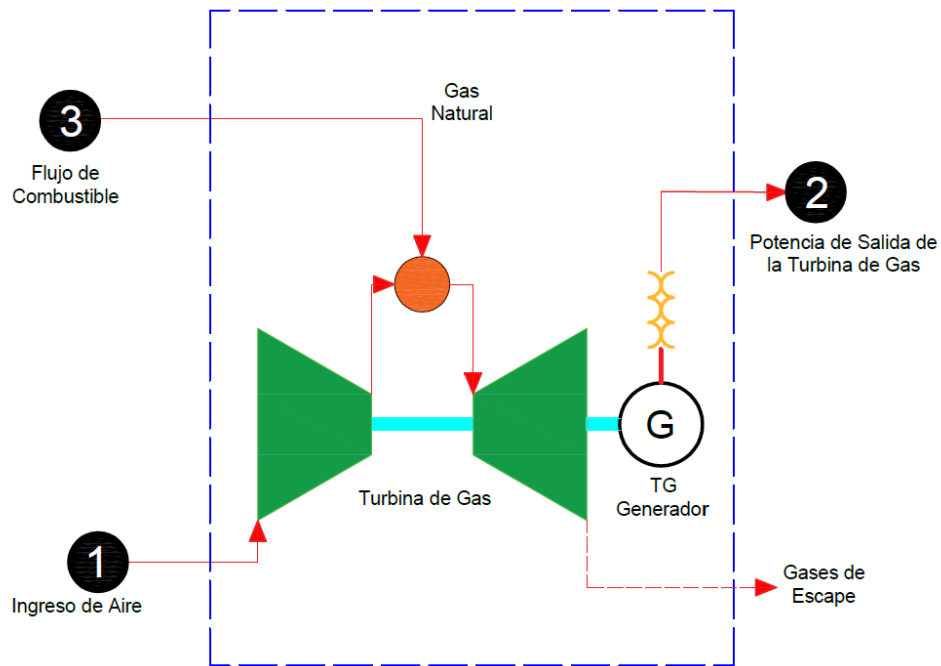 Gas
Natural
3
Flujo de
Combustible
2
Potencia de Salida de
la Turbina de Gas
G
TG
Generador
Turbina de Gas
1
Ingreso de Aire
Gases de
Escape